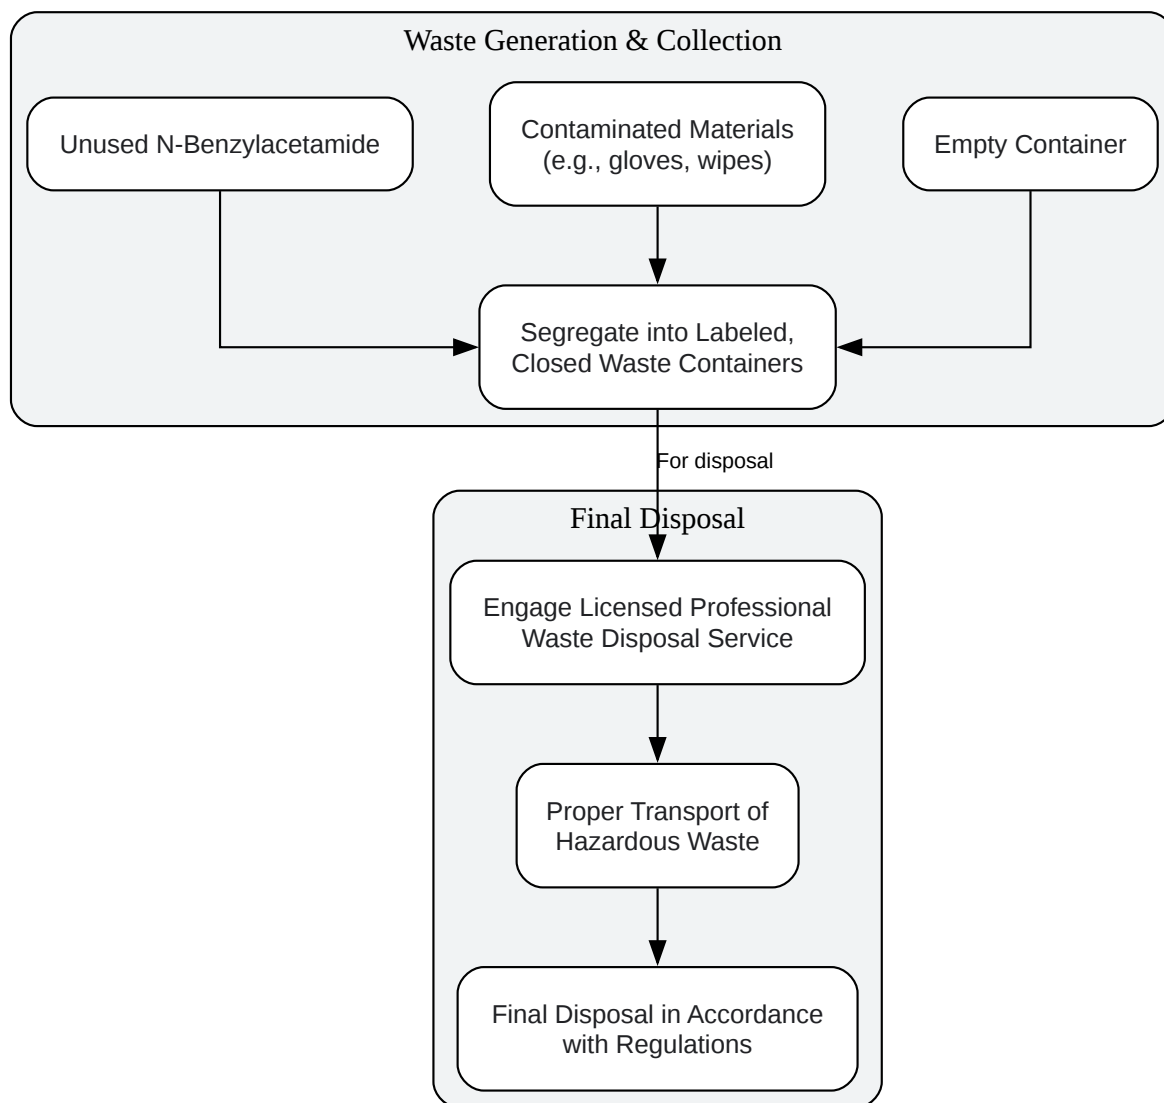 Waste Generation & Collection
Unused N-Benzylacetamide
Contaminated Materials
(e.g., gloves, wipes)
Empty Container
Segregate into Labeled,
Closed Waste Containers
For disposal
Final Disposal
Engage Licensed Professional
Waste Disposal Service
Proper Transport of
Hazardous Waste
Final Disposal in Accordance
with Regulations